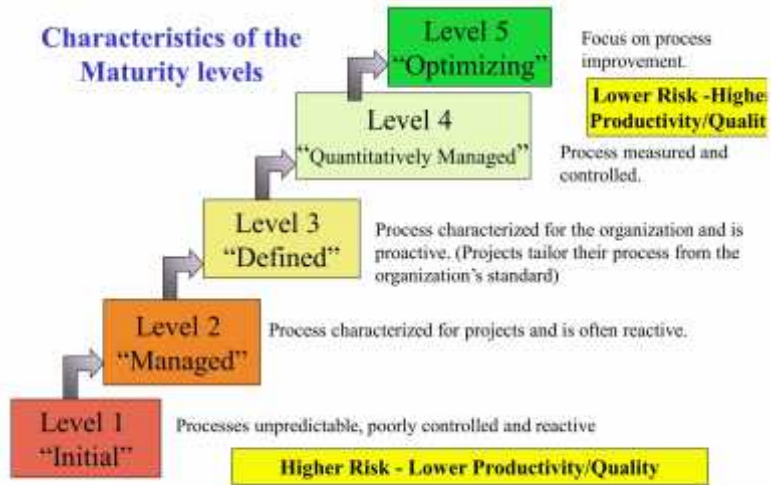 Characteristics of the
Maturity levels
Level 5
“Optimizing”
Focus on process
improvement.
Lower Risk -Highe
Productivity/Qualit
Level 4
“Quantitatively Managed”
Process measured and
controlled.
Level 3
“Defined”
Process characterized for the organization and is
proactive. (Projects tailor their process from the
organization’s standard)
Level 2
“Managed”
Process characterized for projects and is often reactive.
Level 1
“Initial”
Processes unpredictable, poorly controlled and reactive
Higher Risk - Lower Productivity/Quality